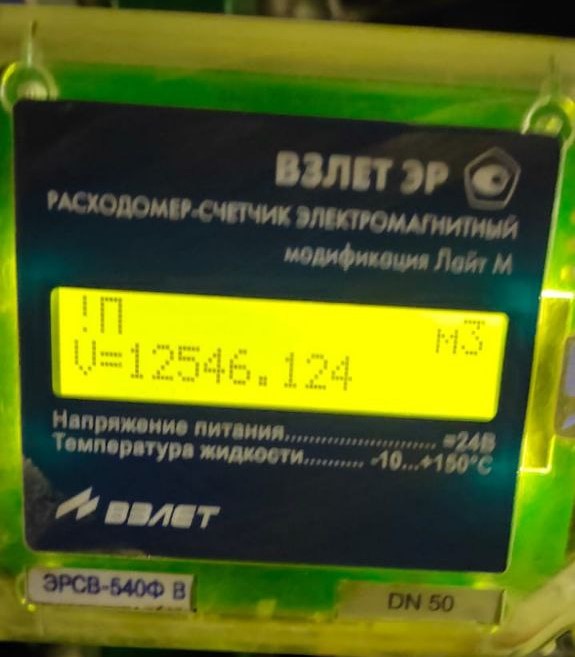 ВЗЛЕТ ЭР
РАСХОДОМЕР-СЧЕТЧИК ЭЛЕКТРОМАГНИТНЫЙ
модификация Лайт М
!П м3
V=12546.124
Напряжение питания........................ =24В
Температура жидкости.......... -10...+150°С
ВЗЛЕТ
ЭРСВ-540Ф В
DN 50